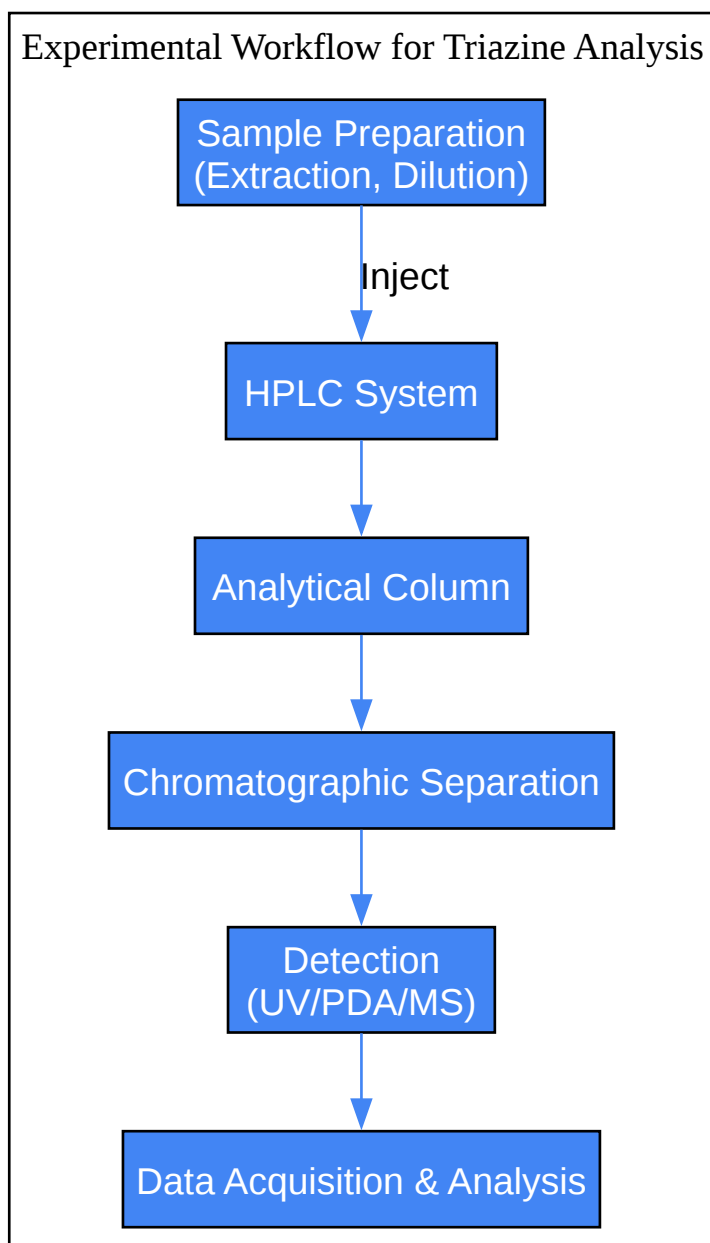 Experimental Workflow for Triazine Analysis
Sample Preparation
(Extraction, Dilution)
Inject
HPLC System
Analytical Column
Chromatographic Separation
Detection
(UV/PDA/MS)
Data Acquisition & Analysis